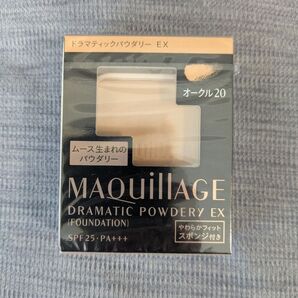 ドラマティックパウダリー EX
オークル20
ムース生まれの
パウダリー
MAQuillAGE
DRAMATIC POWDERY EX
[FOUNDATION]
SPF25・PA+++
やわらかフィット
スポンジ付き